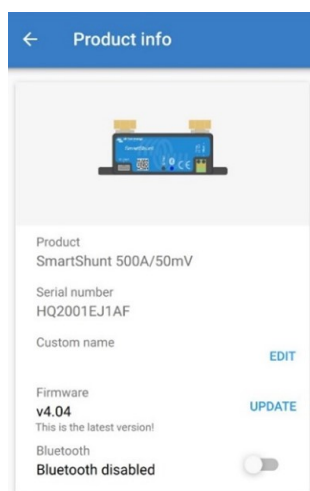 Product info
SmartShunt
Product
SmartShunt 500A/50mV
Serial number
HQ2001EJ1AF
Custom name
EDIT
Firmware
v4.04
UPDATE
This is the latest version!
Bluetooth
Bluetooth disabled